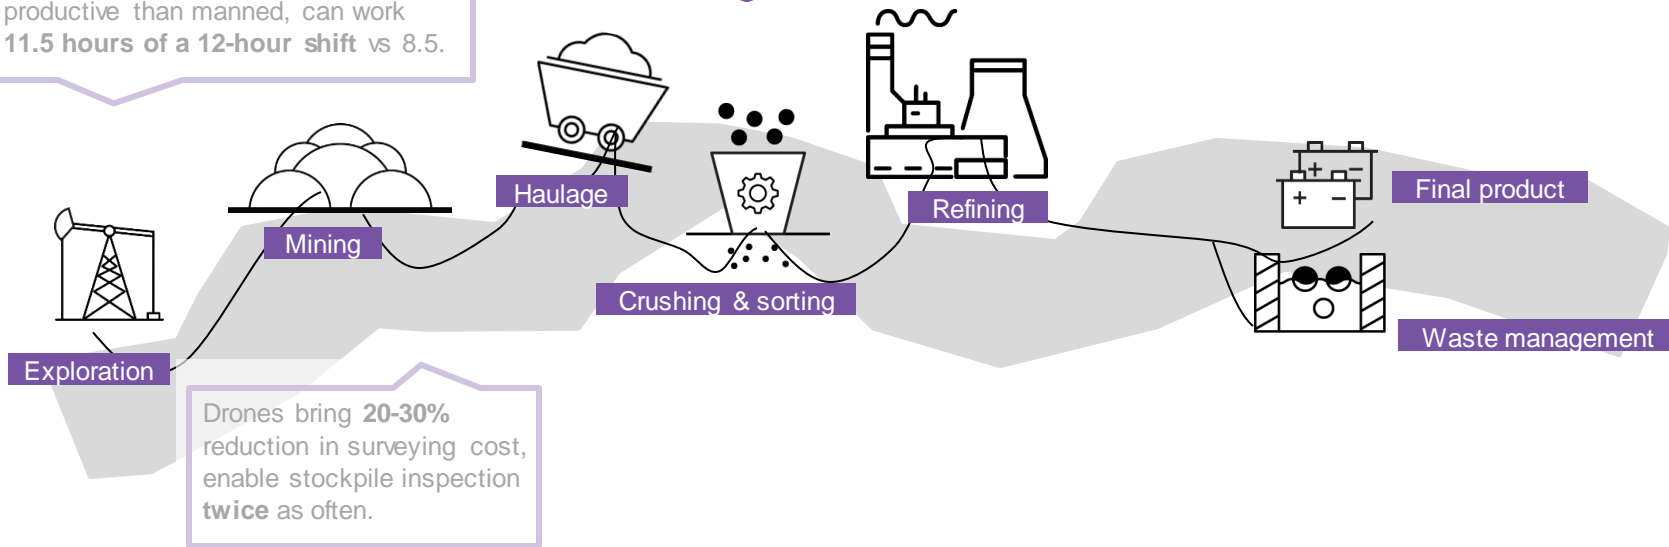 productive than manned, can work
11.5 hours of a 12-hour shift vs 8.5.
Haulage
Mining
Refining
Final product
Crushing & sorting
Waste management
Exploration
Drones bring 20-30%
reduction in surveying cost,
enable stockpile inspection
twice as often.